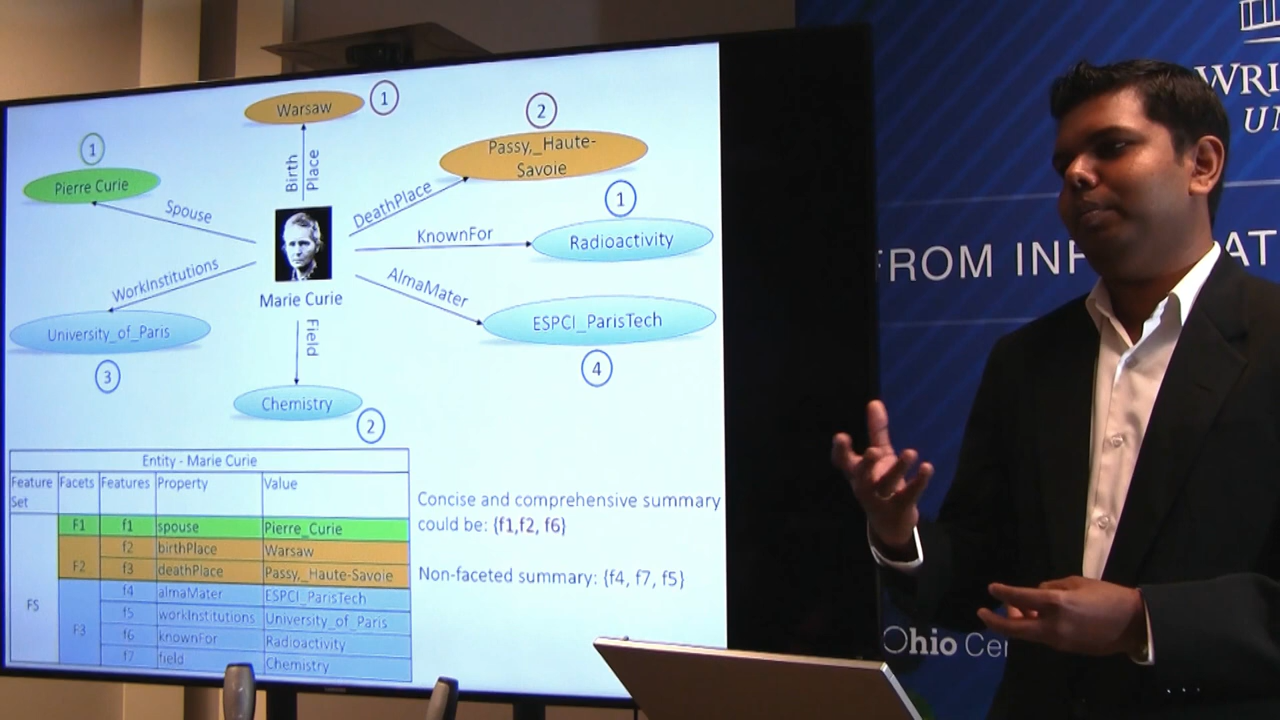 Warsaw
1
2
Passy,_Haute-
Savoie
1
Pierre Curie
Birth
Place
DeathPlace
1
Spouse
KnownFor
Radioactivity
WorkInstitutions
Marie Curie
AlmaMater
University_of_Paris
Field
ESPCI_ParisTech
3
4
Chemistry
2
Entity - Marie Curie
Feature Set Facets Features Property Value
F1 f1 spouse Pierre_Curie
f2 birthPlace Warsaw
F2 f3 deathPlace Passy,_Haute-Savoie
f4 almaMater ESPCI_ParisTech
FS f5 workInstitutions University_of_Paris
F3 f6 knownFor Radioactivity
f7 field Chemistry
Concise and comprehensive summary
could be: {f1,f2, f6}
Non-faceted summary: {f4, f7, f5}
SAMSUNG
WRI
UN
FROM INF AT
Ohio Cen